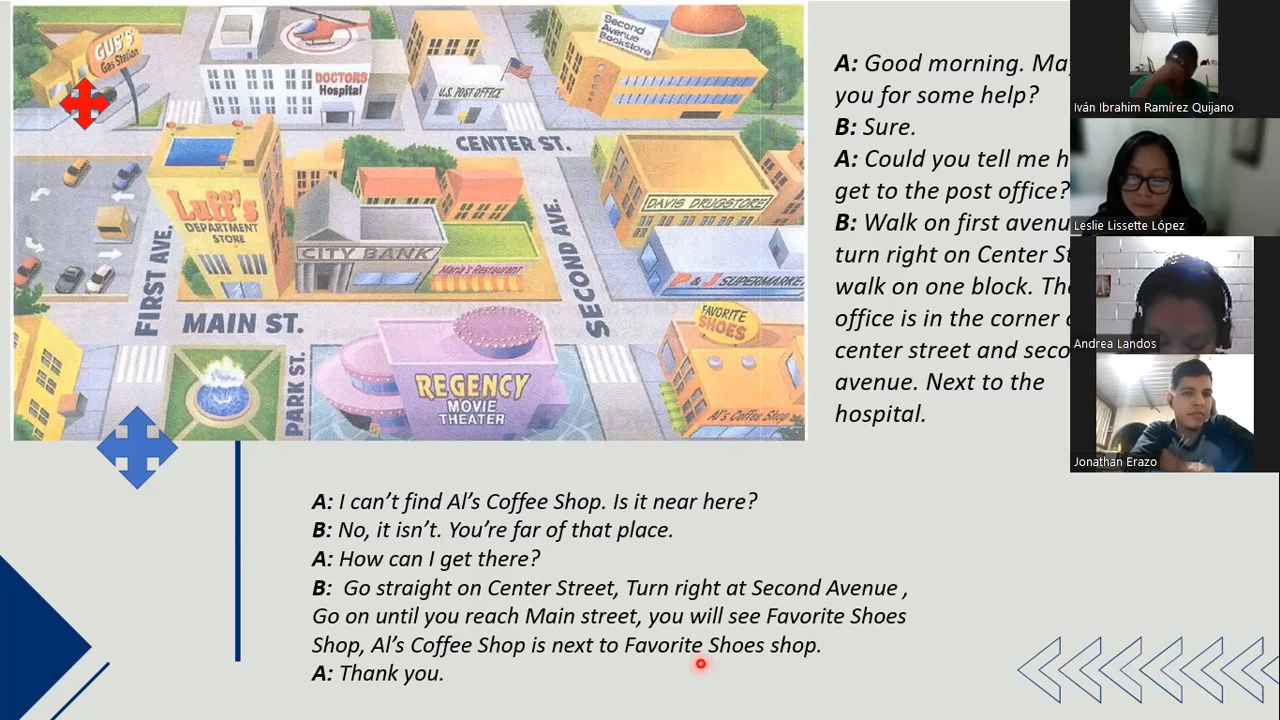 GUS's
Gas Station
DOCTORS
Hospital
U.S. POST OFFICE
Second
Avenue
Bookstore
CENTER ST.
Luff's
DEPARTMENT
STORE
CITY BANK
Maria's Restaurant
DAVIS DRUGSTORE
P & J SUPERMARKE
FIRST AVE.
SECOND AVE.
MAIN ST.
PARK ST.
REGENCY
MOVIE
THEATER
FAVORITE
SHOES
Al's Coffee Shop
A: Good morning. Ma
you for some help?
B: Sure.
A: Could you tell me h
get to the post office?
B: Walk on first avenu
turn right on Center St
walk on one block. The
office is in the corner
center street and seco
avenue. Next to the
hospital.
A: I can't find Al's Coffee Shop. Is it near here?
B: No, it isn't. You're far of that place.
A: How can I get there?
B: Go straight on Center Street, Turn right at Second Avenue ,
Go on until you reach Main street, you will see Favorite Shoes
Shop, Al's Coffee Shop is next to Favorite Shoes shop.
A: Thank you.
Iván Ibrahim Ramírez Quijano
Leslie Lissette López
Andrea Landos
Jonathan Erazo